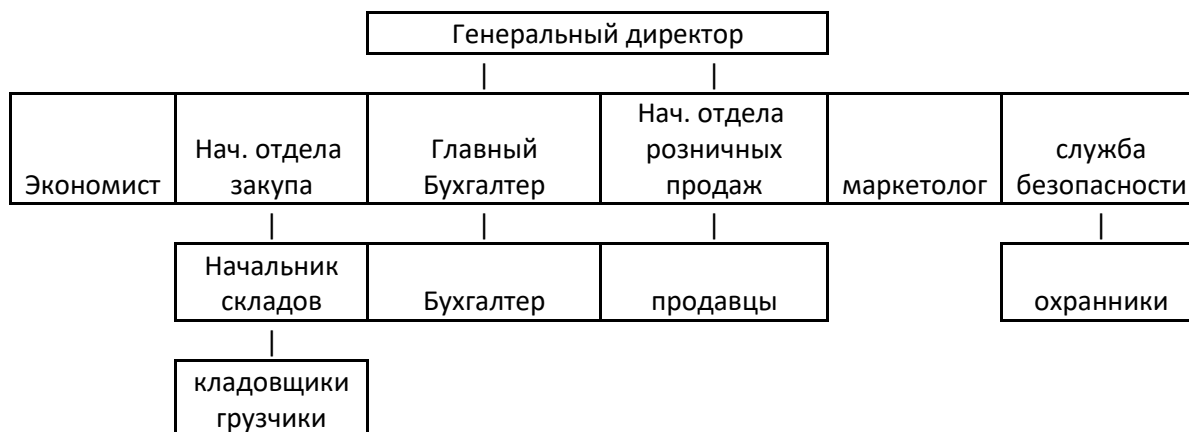 Генеральный директор
Экономист
Нач. отдела
закупа
Главный
Бухгалтер
Нач. отдела
розничных
продаж
маркетолог
служба
безопасности
Начальник
складов
Бухгалтер
продавцы
охранники
кладовщики
грузчики